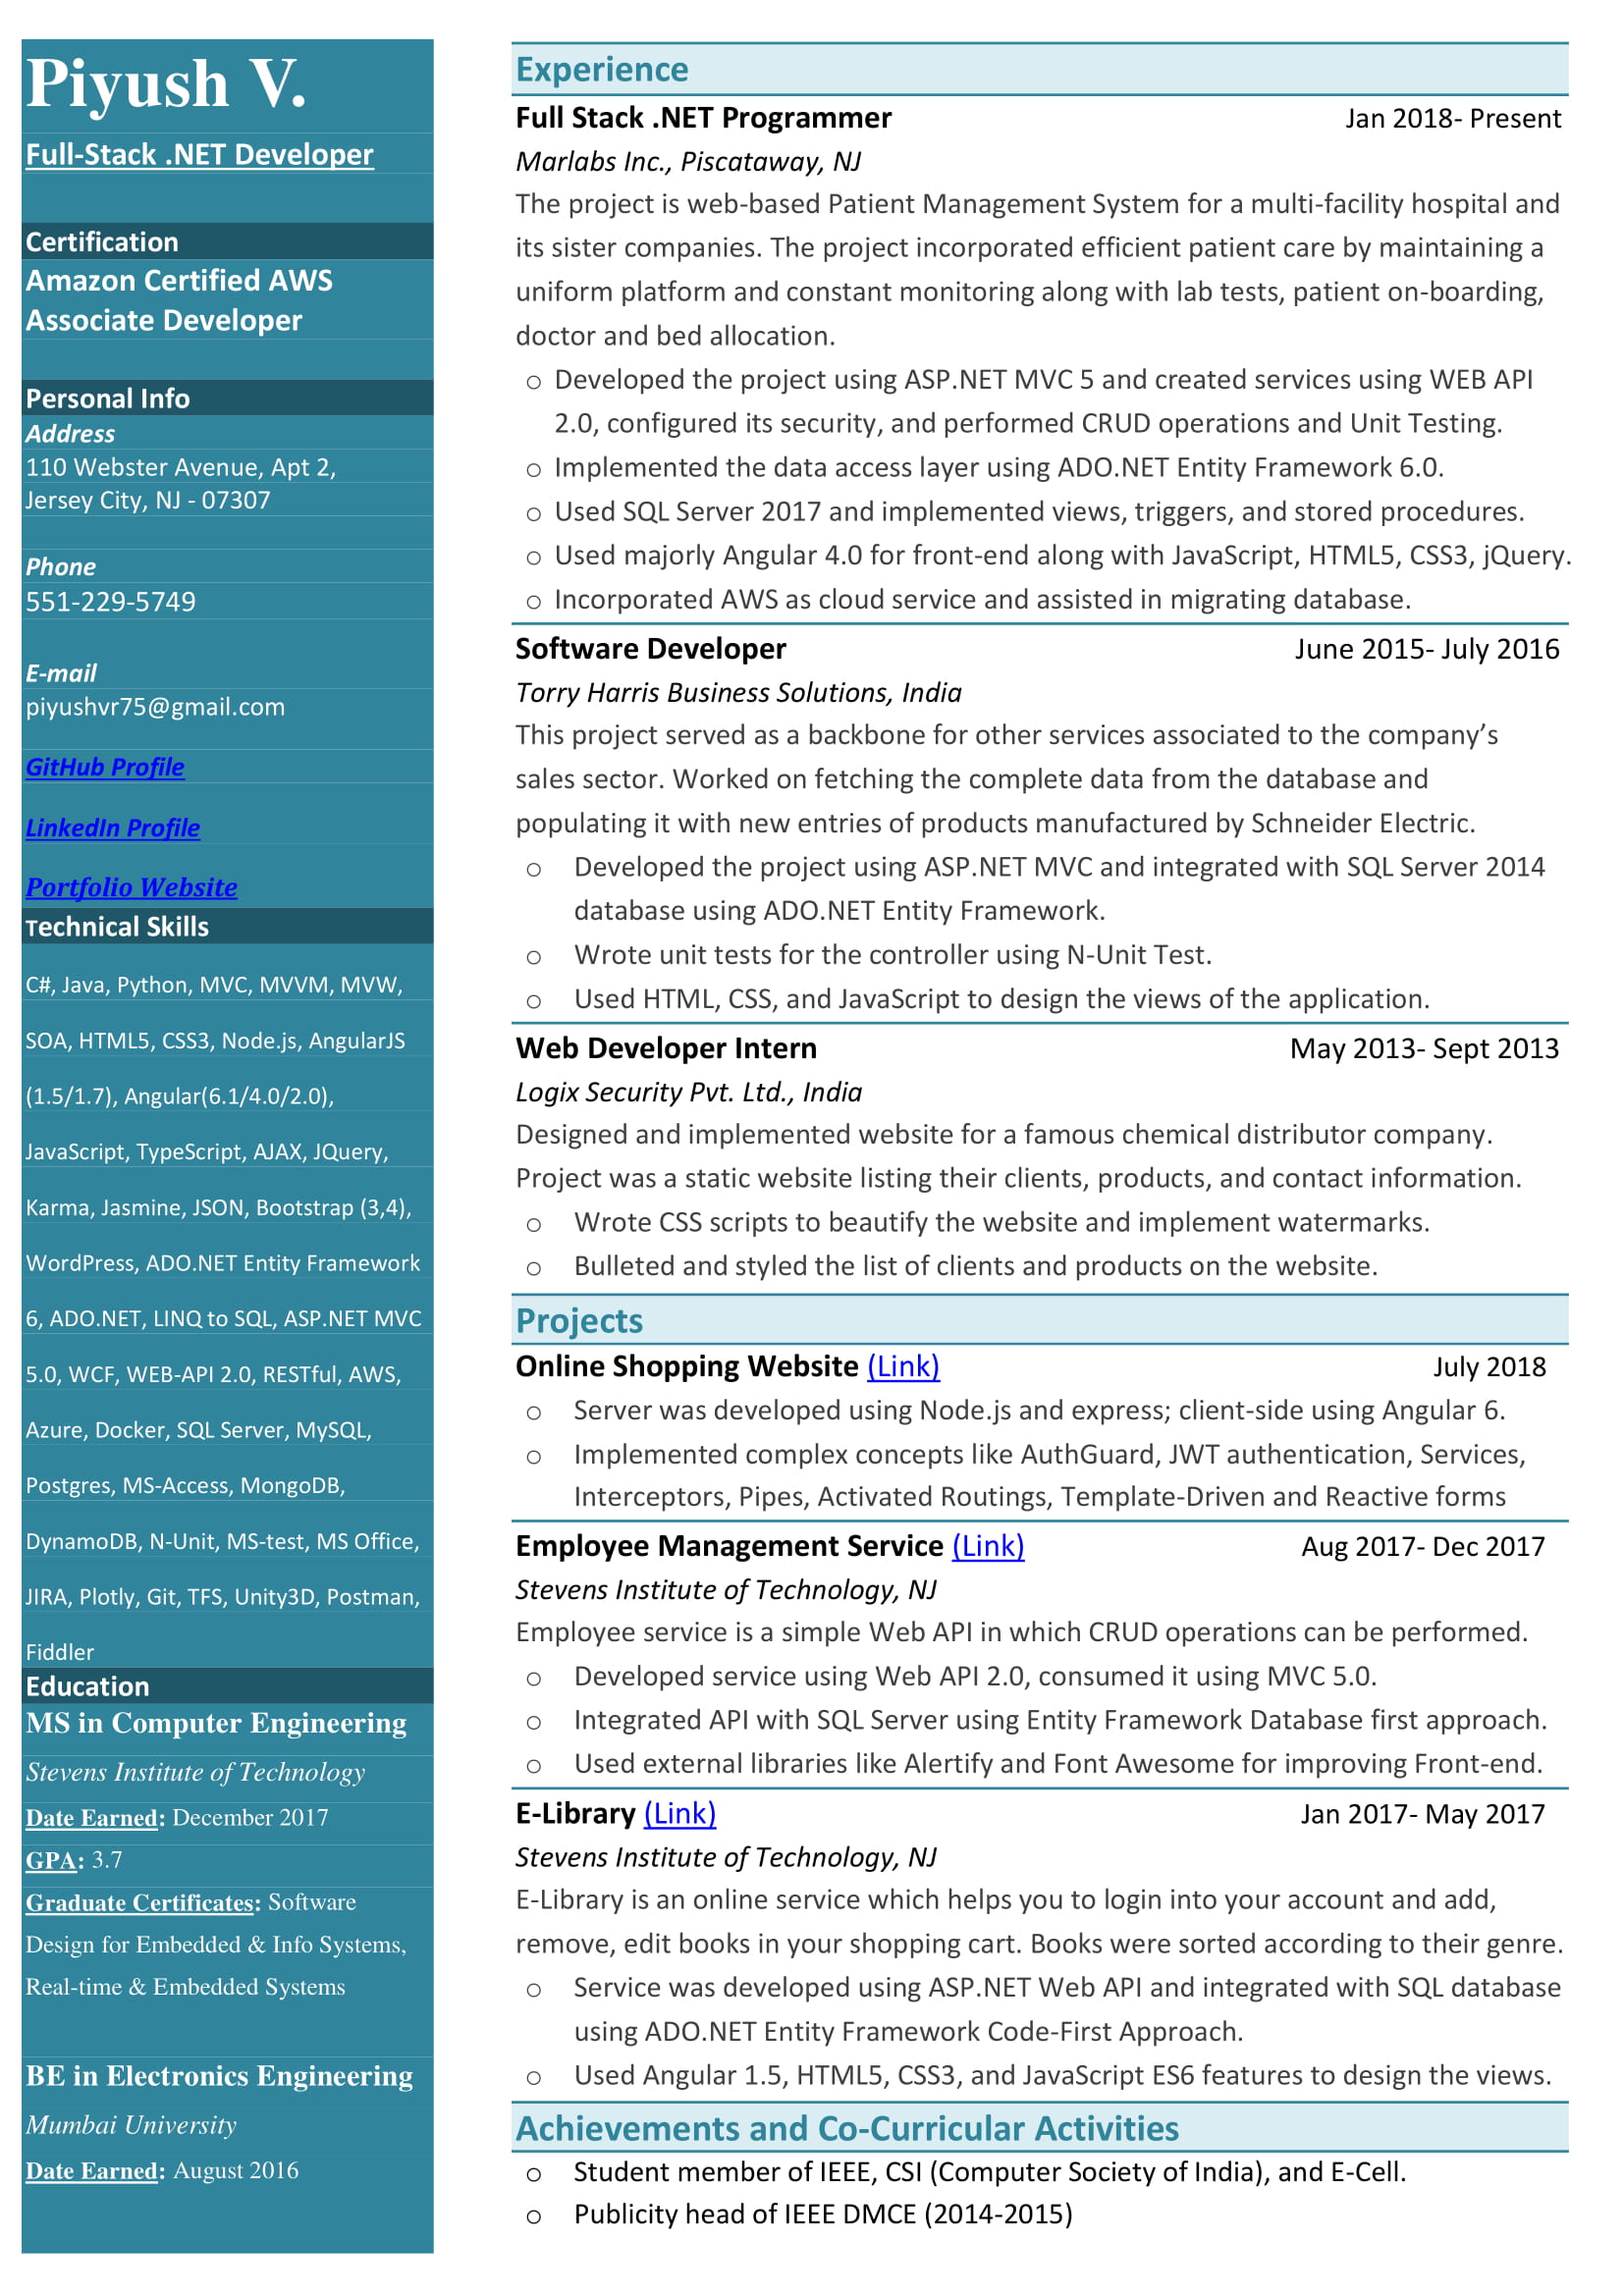 Piyush V.
Full-Stack .NET Developer
Certification
Amazon Certified AWS
Associate Developer
Personal Info
Address
110 Webster Avenue, Apt 2,
Jersey City, NJ - 07307
Phone
551-229-5749
E-mail
piyushvr75@gmail.com
GitHub Profile
LinkedIn Profile
Portfolio Website
Technical Skills
C#, Java, Python, MVC, MVVM, MVW,
SOA, HTML5, CSS3, Node.js, AngularJS
(1.5/1.7), Angular(6.1/4.0/2.0),
JavaScript, TypeScript, AJAX, JQuery,
Karma, Jasmine, JSON, Bootstrap (3,4),
WordPress, ADO.NET Entity Framework
6, ADO.NET, LINQ to SQL, ASP.NET MVC
5.0, WCF, WEB-API 2.0, RESTful, AWS,
Azure, Docker, SQL Server, MySQL,
Postgres, MS-Access, MongoDB,
DynamoDB, N-Unit, MS-test, MS Office,
JIRA, Plotly, Git, TFS, Unity3D, Postman,
Fiddler
Education
MS in Computer Engineering
Stevens Institute of Technology
Date Earned: December 2017
GPA: 3.7
Graduate Certificates: Software
Design for Embedded & Info Systems,
Real-time & Embedded Systems
BE in Electronics Engineering
Mumbai University
Date Earned: August 2016
Experience
Full Stack .NET Programmer Jan 2018- Present
Marlabs Inc., Piscataway, NJ
The project is web-based Patient Management System for a multi-facility hospital and
its sister companies. The project incorporated efficient patient care by maintaining a
uniform platform and constant monitoring along with lab tests, patient on-boarding,
doctor and bed allocation.
o Developed the project using ASP.NET MVC 5 and created services using WEB API
2.0, configured its security, and performed CRUD operations and Unit Testing.
o Implemented the data access layer using ADO.NET Entity Framework 6.0.
o Used SQL Server 2017 and implemented views, triggers, and stored procedures.
o Used majorly Angular 4.0 for front-end along with JavaScript, HTML5, CSS3, jQuery.
o Incorporated AWS as cloud service and assisted in migrating database.
Software Developer June 2015- July 2016
Torry Harris Business Solutions, India
This project served as a backbone for other services associated to the company’s
sales sector. Worked on fetching the complete data from the database and
populating it with new entries of products manufactured by Schneider Electric.
o Developed the project using ASP.NET MVC and integrated with SQL Server 2014
database using ADO.NET Entity Framework.
o Wrote unit tests for the controller using N-Unit Test.
o Used HTML, CSS, and JavaScript to design the views of the application.
Web Developer Intern May 2013- Sept 2013
Logix Security Pvt. Ltd., India
Designed and implemented website for a famous chemical distributor company.
Project was a static website listing their clients, products, and contact information.
o Wrote CSS scripts to beautify the website and implement watermarks.
o Bulleted and styled the list of clients and products on the website.
Projects
Online Shopping Website (Link) July 2018
o Server was developed using Node.js and express; client-side using Angular 6.
o Implemented complex concepts like AuthGuard, JWT authentication, Services,
Interceptors, Pipes, Activated Routings, Template-Driven and Reactive forms
Employee Management Service (Link) Aug 2017- Dec 2017
Stevens Institute of Technology, NJ
Employee service is a simple Web API in which CRUD operations can be performed.
o Developed service using Web API 2.0, consumed it using MVC 5.0.
o Integrated API with SQL Server using Entity Framework Database first approach.
o Used external libraries like Alertify and Font Awesome for improving Front-end.
E-Library (Link) Jan 2017- May 2017
Stevens Institute of Technology, NJ
E-Library is an online service which helps you to login into your account and add,
remove, edit books in your shopping cart. Books were sorted according to their genre.
o Service was developed using ASP.NET Web API and integrated with SQL database
using ADO.NET Entity Framework Code-First Approach.
o Used Angular 1.5, HTML5, CSS3, and JavaScript ES6 features to design the views.
Achievements and Co-Curricular Activities
o Student member of IEEE, CSI (Computer Society of India), and E-Cell.
o Publicity head of IEEE DMCE (2014-2015)